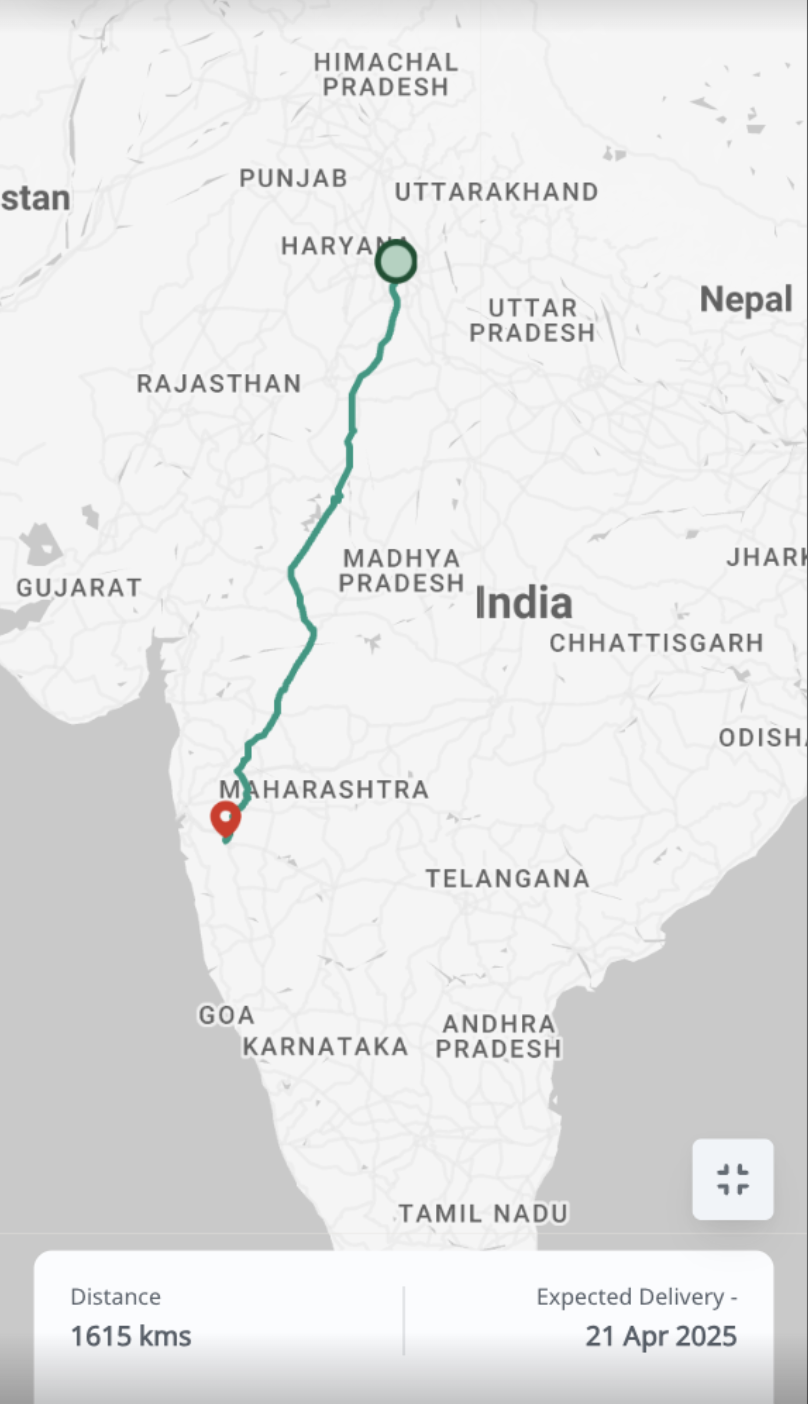 HIMACHAL
PRADESH
PUNJAB
UTTARAKHAND
stan
HARYANA
Nepal
UTTAR
PRADESH
RAJASTHAN
MADHYA
PRADESH
JHARK
GUJARAT
India
CHHATTISGARH
ODISHA
MAHARASHTRA
TELANGANA
GOA
ANDHRA
PRADESH
KARNATAKA
TAMIL NADU
Distance
Expected Delivery -
1615 kms
21 Apr 2025